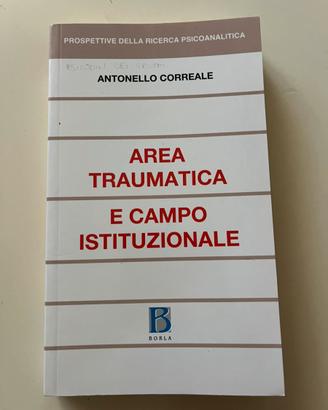 PROSPETTIVE DELLA RICERCA PSICOANALITICA
ANTONELLO CORREALE
AREA
TRAUMATICA
E CAMPO
ISTITUZIONALE
B
BORLA